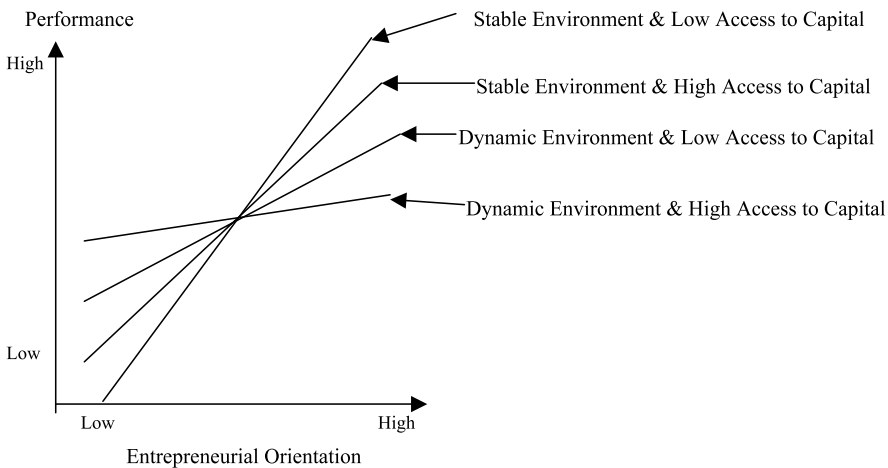 Performance
Stable Environment & Low Access to Capital
High
Stable Environment & High Access to Capital
Dynamic Environment & Low Access to Capital
Dynamic Environment & High Access to Capital
Low
Low
High
Entrepreneurial Orientation